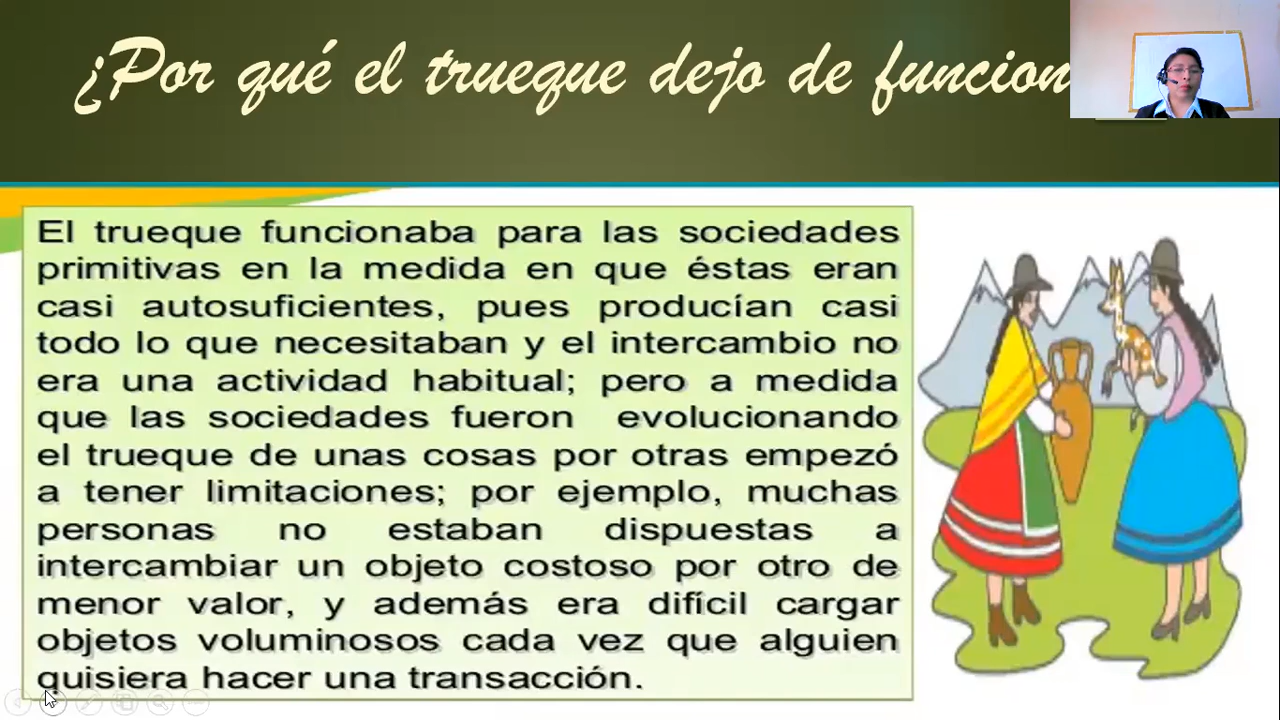 ¿Por qué el trueque dejo de funcion
El trueque funcionaba para las sociedades
primitivas en la medida en que éstas eran
casi autosuficientes, pues producían casi
todo lo que necesitaban y el intercambio no
era una actividad habitual; pero a medida
que las sociedades fueron evolucionando
el trueque de unas cosas por otras empezó
a tener limitaciones; por ejemplo, muchas
personas no estaban dispuestas a
intercambiar un objeto costoso por otro de
menor valor, y además era difícil cargar
objetos voluminosos cada vez que alguien
quisiera hacer una transacción.